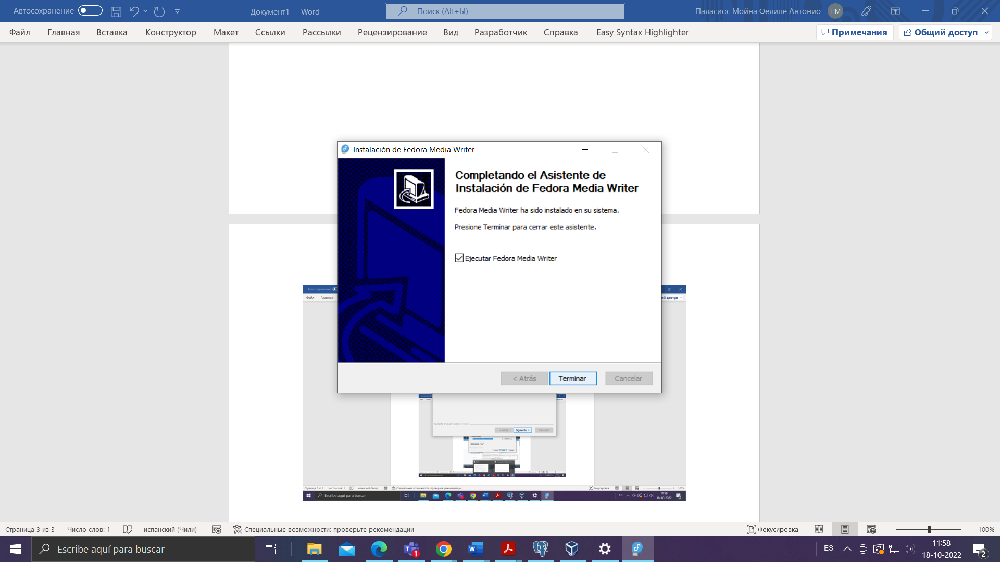 Автосохранение
Документ1 - Word
Поиск (Alt+Ы)
Паласиос Мойна Фелипе Антонио
ПМ
Файл Главная Вставка Конструктор Макет Ссылки Рассылки Рецензирование Вид Разработчик Справка Easy Syntax Highlighter
Примечания
Общий доступ
Instalación de Fedora Media Writer
Completando el Asistente de
Instalación de Fedora Media Writer
Fedora Media Writer ha sido instalado en su sistema.
Presione Terminar para cerrar este asistente.
Ejecutar Fedora Media Writer
< Atrás
Terminar
Cancelar
Автосохранение
Файл Главная
ий доступ
Nullsoft Install System v3.08
< Atrás Siguiente > Cancelar
Страница 2 из 2 Число слов: 1 испанский (Чили) Специальные возможности: проверьте рекомендации
Фокусировка
100%
Escribe aquí para buscar
ES
11:58
18-10-2022
Страница 3 из 3 Число слов: 1 испанский (Чили) Специальные возможности: проверьте рекомендации
Фокусировка
100%
Escribe aquí para buscar
1
ES
11:58
18-10-2022
2